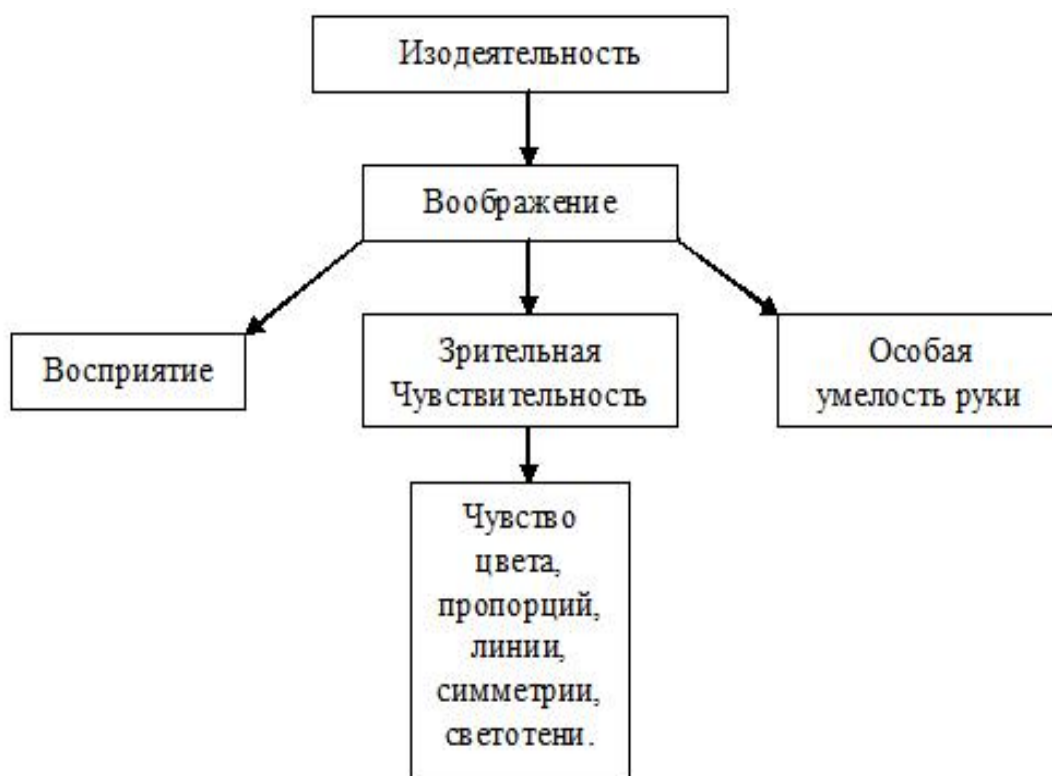 Изодеятельность
Воображение
Восприятие
Зрительная
Чувствительность
Особая
умелость руки
Чувство
цвета,
пропорций,
линии,
симметрии,
светотени.